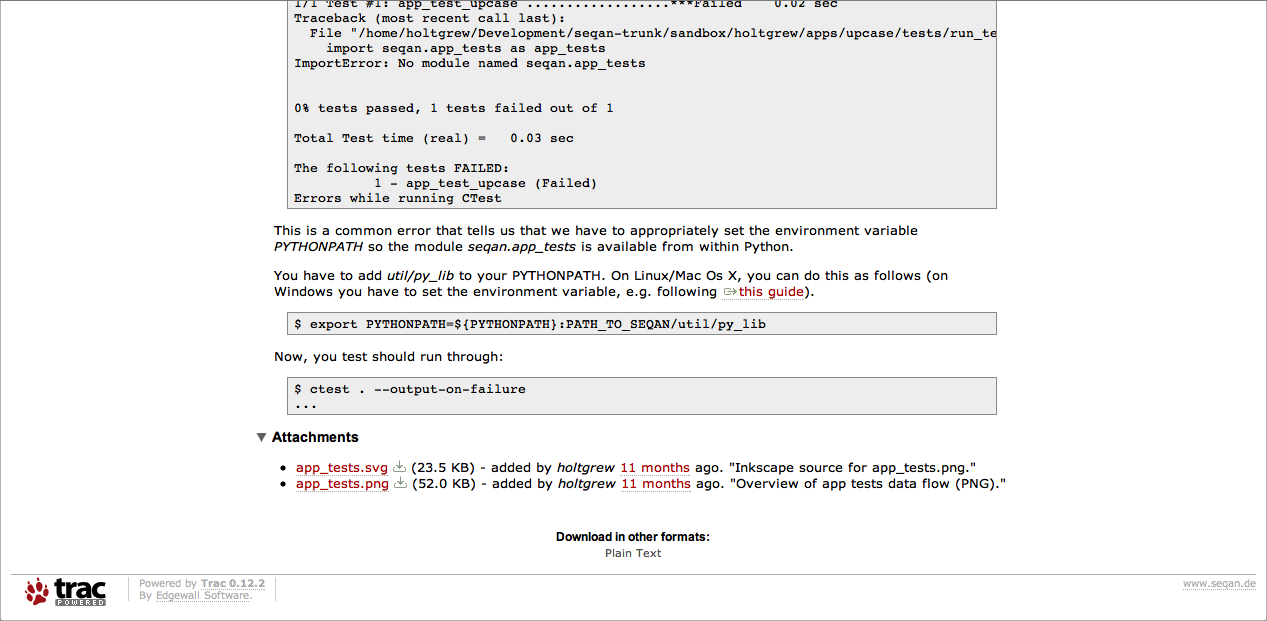 1/1 Test #1: app_test_upcase ..................***Failed    0.02 sec
Traceback (most recent call last):
  File "/home/holtgrew/Development/seqan-trunk/sandbox/holtgrew/apps/upcase/tests/run_te
    import seqan.app_tests as app_tests
ImportError: No module named seqan.app_tests
0% tests passed, 1 tests failed out of 1
Total Test time (real) =   0.03 sec
The following tests FAILED:
          1 - app_test_upcase (Failed)
Errors while running CTest
This is a common error that tells us that we have to appropriately set the environment variable
PYTHONPATH so the module seqan.app_tests is available from within Python.
You have to add util/py_lib to your PYTHONPATH. On Linux/Mac Os X, you can do this as follows (on
Windows you have to set the environment variable, e.g. following this guide).
$ export PYTHONPATH=${PYTHONPATH}:PATH_TO_SEQAN/util/py_lib
Now, you test should run through:
$ ctest . --output-on-failure
...
Attachments
app_tests.svg (23.5 KB) - added by holtgrew 11 months ago. "Inkscape source for app_tests.png."
app_tests.png (52.0 KB) - added by holtgrew 11 months ago. "Overview of app tests data flow (PNG)."
Download in other formats:
Plain Text
trac
POWERED
Powered by Trac 0.12.2
By Edgewall Software.
www.seqan.de